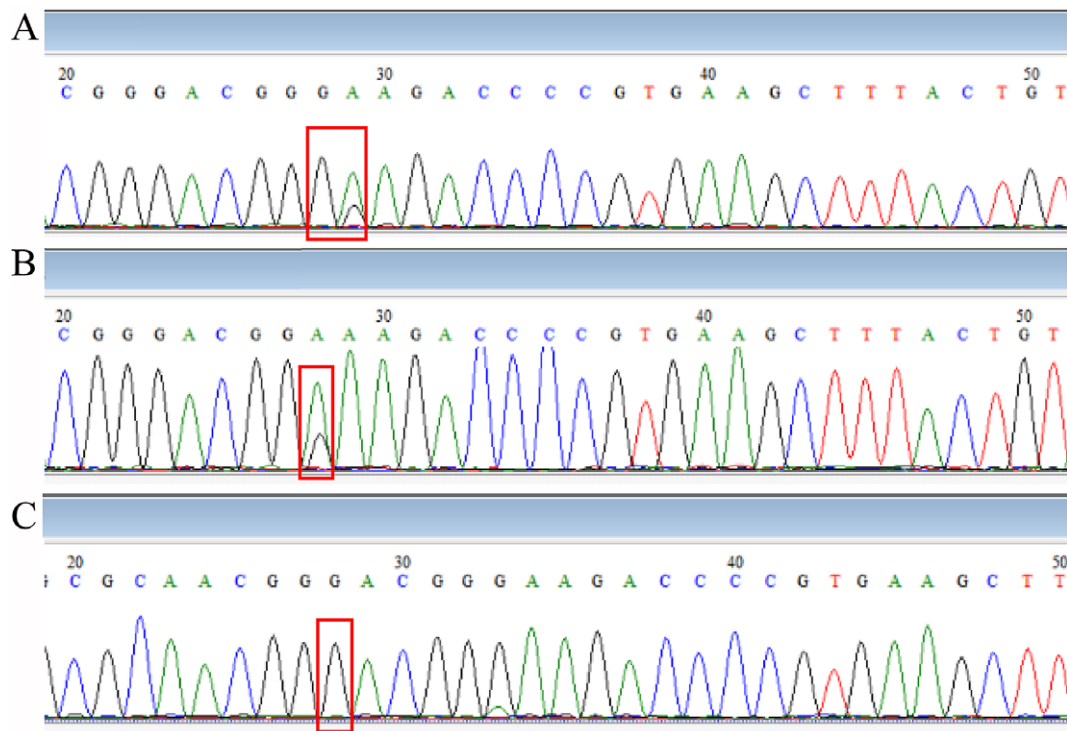 A
20 30 40 50
C G G G A C G G G A A G A C C C C G T G A A G C T T T A C T G T
B
20 30 40 50
C G G G A C G G A A A G A C C C C G T G A A G C T T T A C T G T
C
20 30 40 50
G C G C A A C G G G A C G G G A A G A C C C C G T G A A G C T T